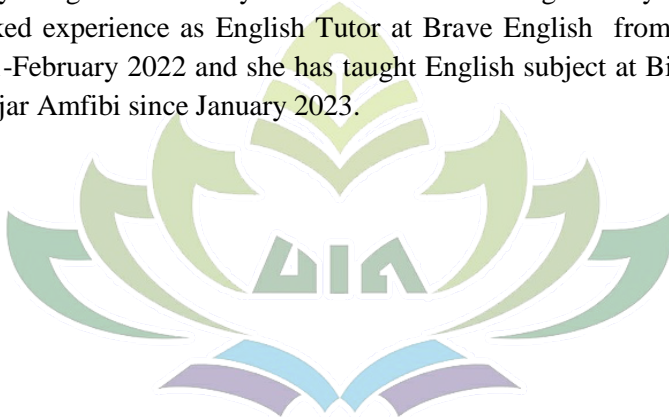 ked experience as English Tutor at Brave English from
-February 2022 and she has taught English subject at Bi
jar Amfibi since January 2023.
UIN